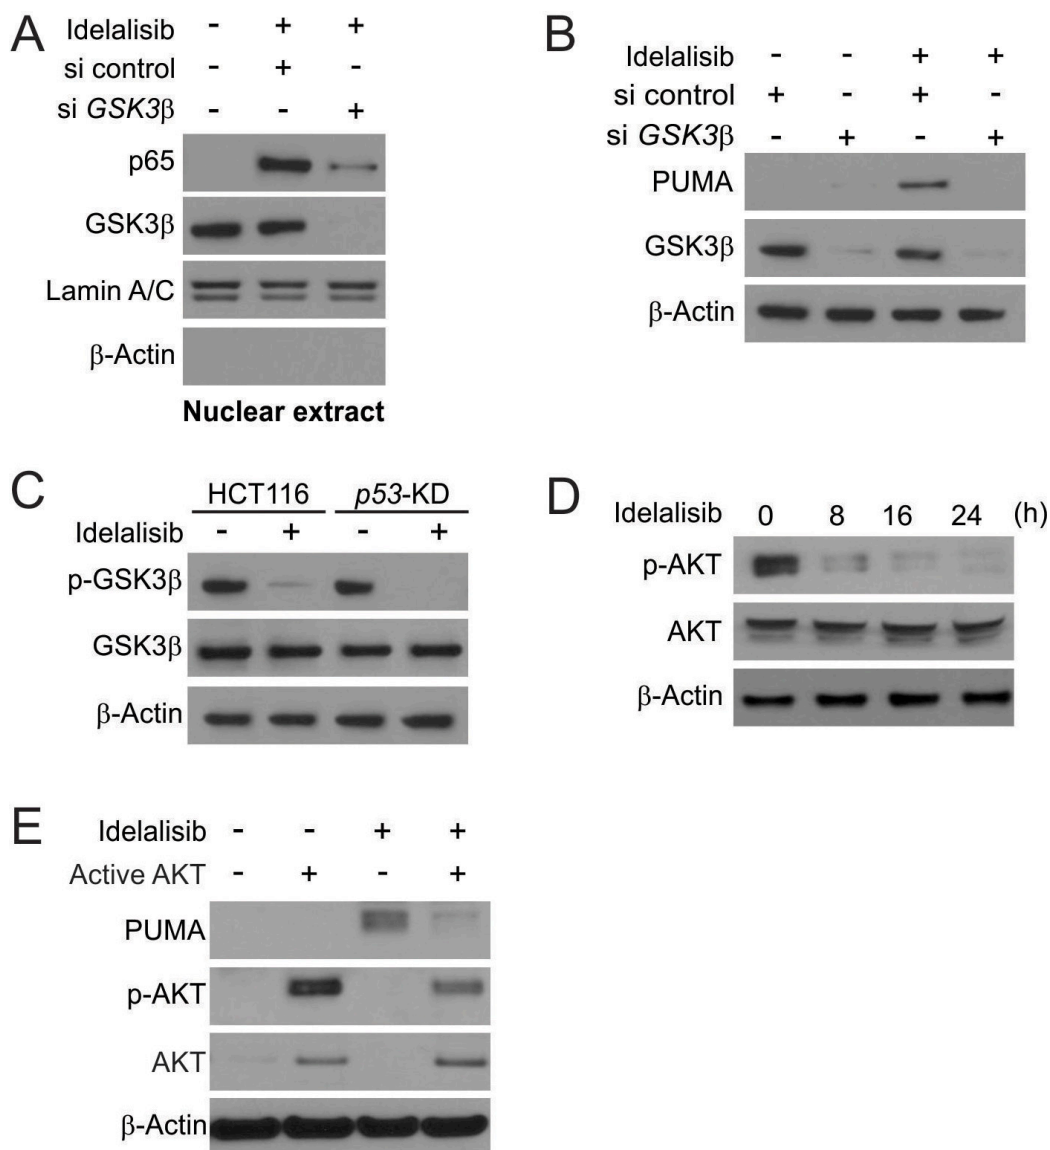 A
Idelalisib - + +
si control - + -
si GSK3β - - +
p65
GSK3β
Lamin A/C
β-Actin
Nuclear extract
B
Idelalisib - - + +
si control + - + -
si GSK3β - + - +
PUMA
GSK3β
β-Actin
C
HCT116 p53-KD
Idelalisib - + - +
p-GSK3β
GSK3β
β-Actin
D
Idelalisib 0 8 16 24 (h)
p-AKT
AKT
β-Actin
E
Idelalisib - - + +
Active AKT - + - +
PUMA
p-AKT
AKT
β-Actin